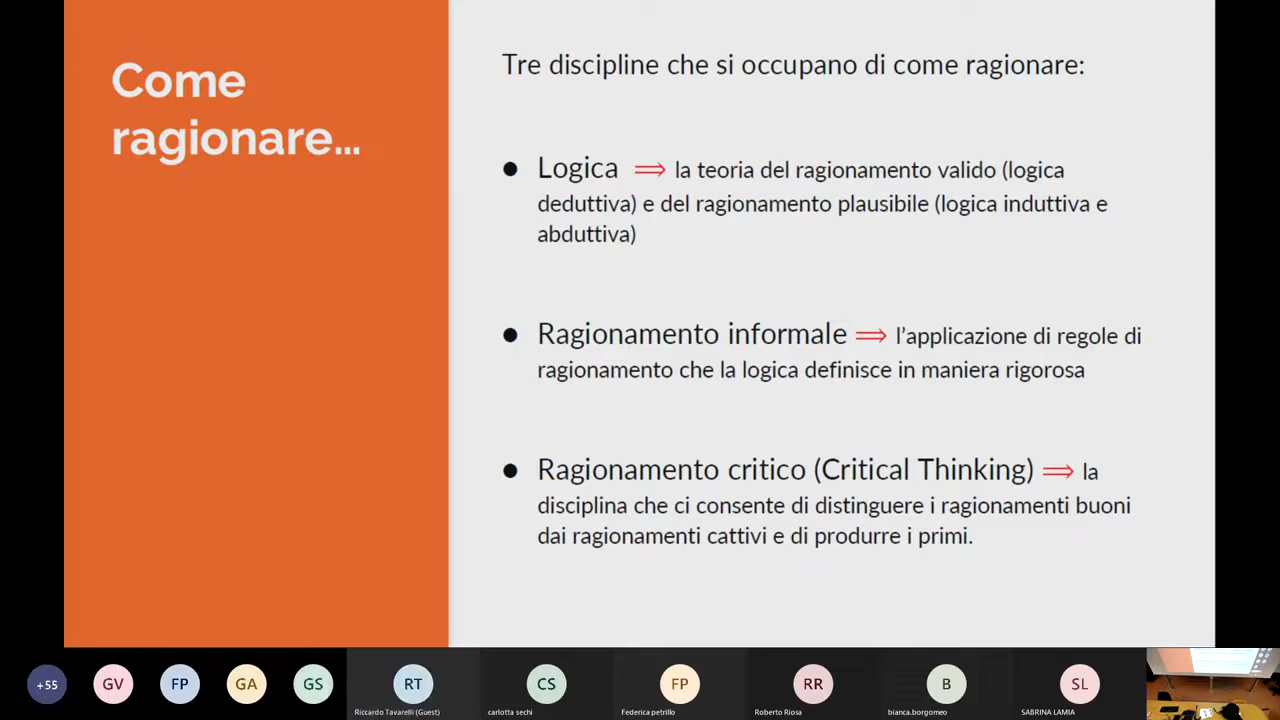 Come
ragionare…
Tre discipline che si occupano di come ragionare:
● Logica ⟹ la teoria del ragionamento valido (logica
deduttiva) e del ragionamento plausibile (logica induttiva e
abduttiva)
● Ragionamento informale ⟹ l’applicazione di regole di
ragionamento che la logica definisce in maniera rigorosa
● Ragionamento critico (Critical Thinking) ⟹ la
disciplina che ci consente di distinguere i ragionamenti buoni
dai ragionamenti cattivi e di produrre i primi.
+55
GV
FP
GA
GS
RT
CS
FP
RR
B
SL
Riccardo Tavarelli (Guest)
carlotta sechi
Federica petrillo
Roberto Riosa
bianca.borgomeo
SABRINA LAMIA